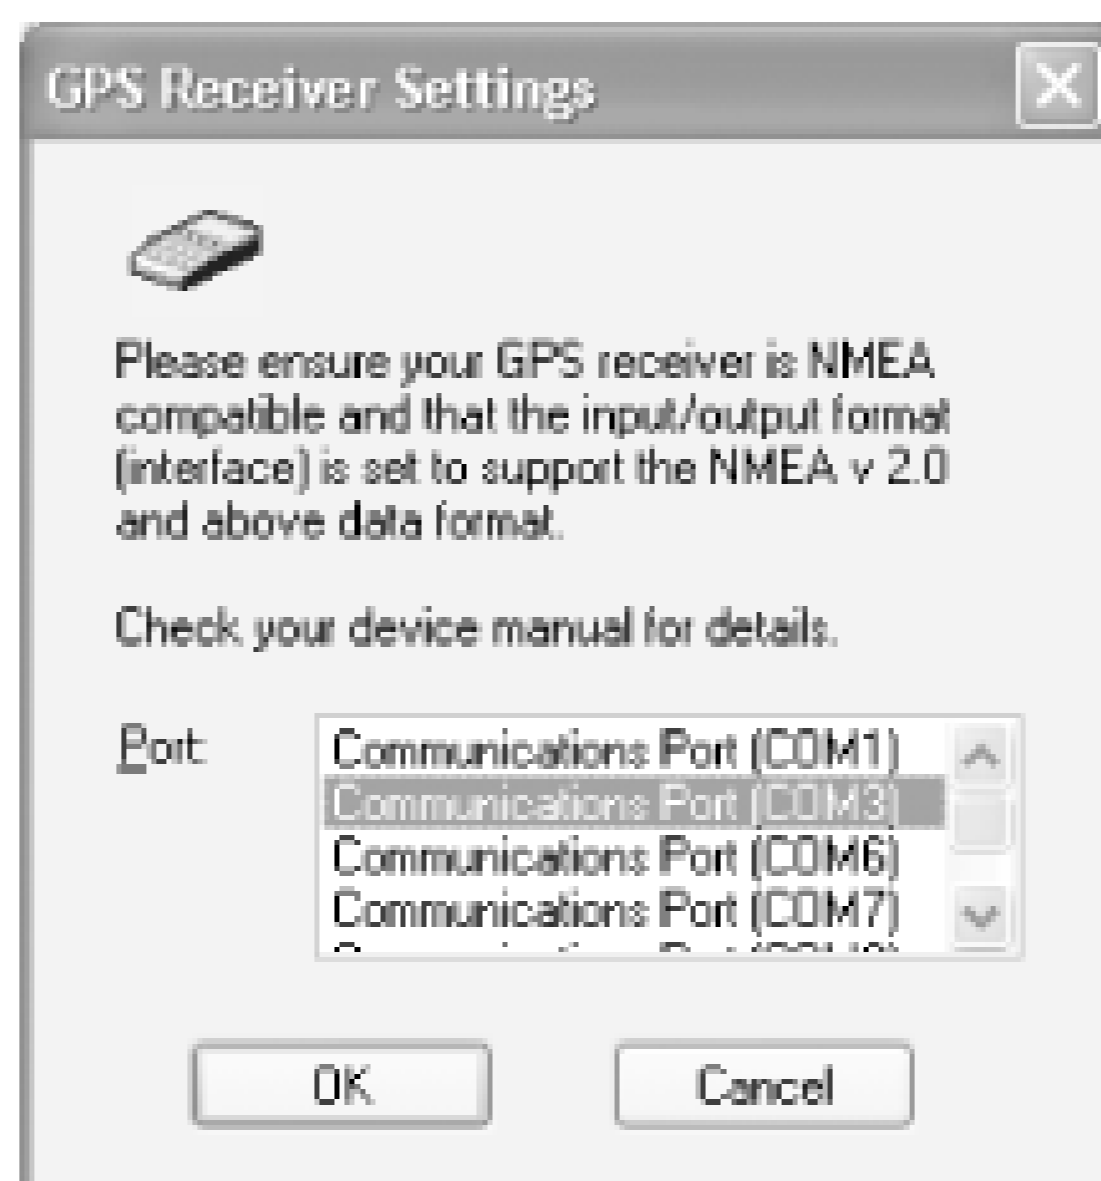 GPS Receiver Settings
Please ensure your GPS receiver is NMEA
compatible and that the input/output format
(interface) is set to support the NMEA v 2.0
and above data format.
Check your device manual for details.
Port:
Communications Port (COM1)
Communications Port (COM3)
Communications Port (COM6)
Communications Port (COM7)
OK Cancel